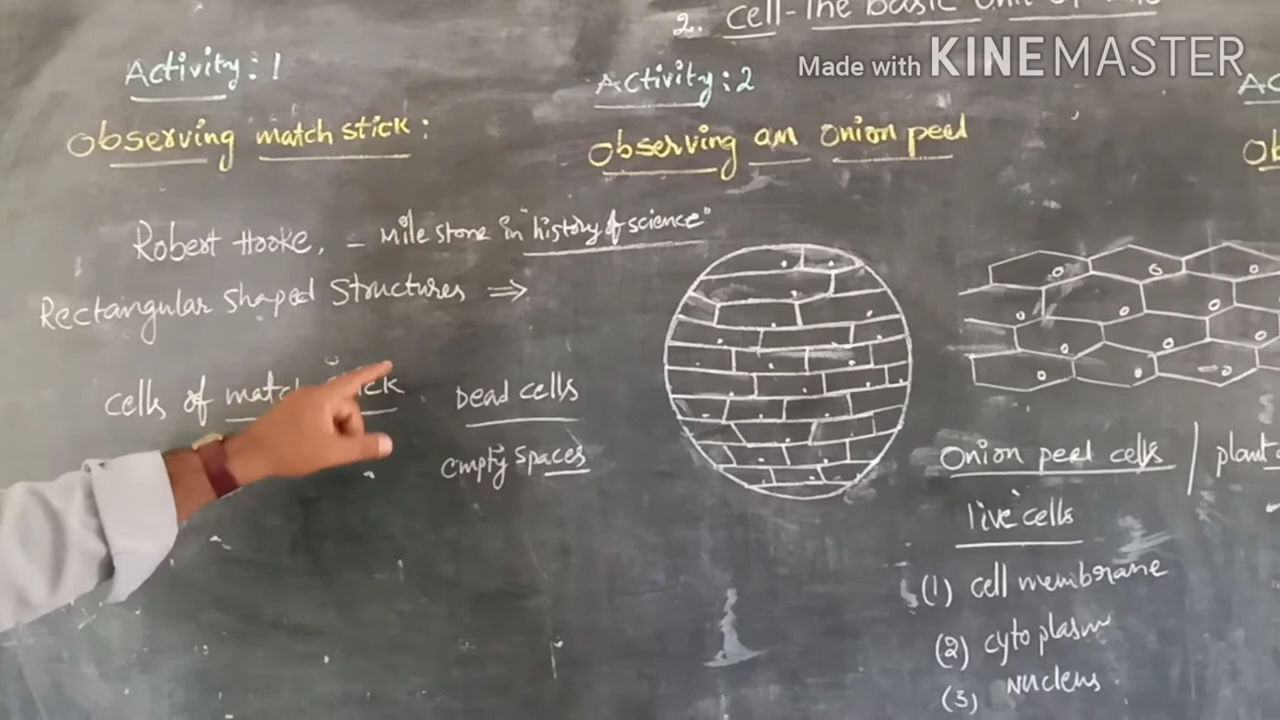 2. Cell - The basic unit of
Made with KINEMASTER
Activity: 1
Observing match stick:
Robert Hooke, - Mile stone in "history of science"
Rectangular shaped structures ⇒
cells of match stick
Dead cells
empty spaces
Activity: 2
Observing an onion peel
Onion peel cells | plant
live cells
(1) cell membrane
(2) cytoplasm
(3) Nucleus
AC
Ob